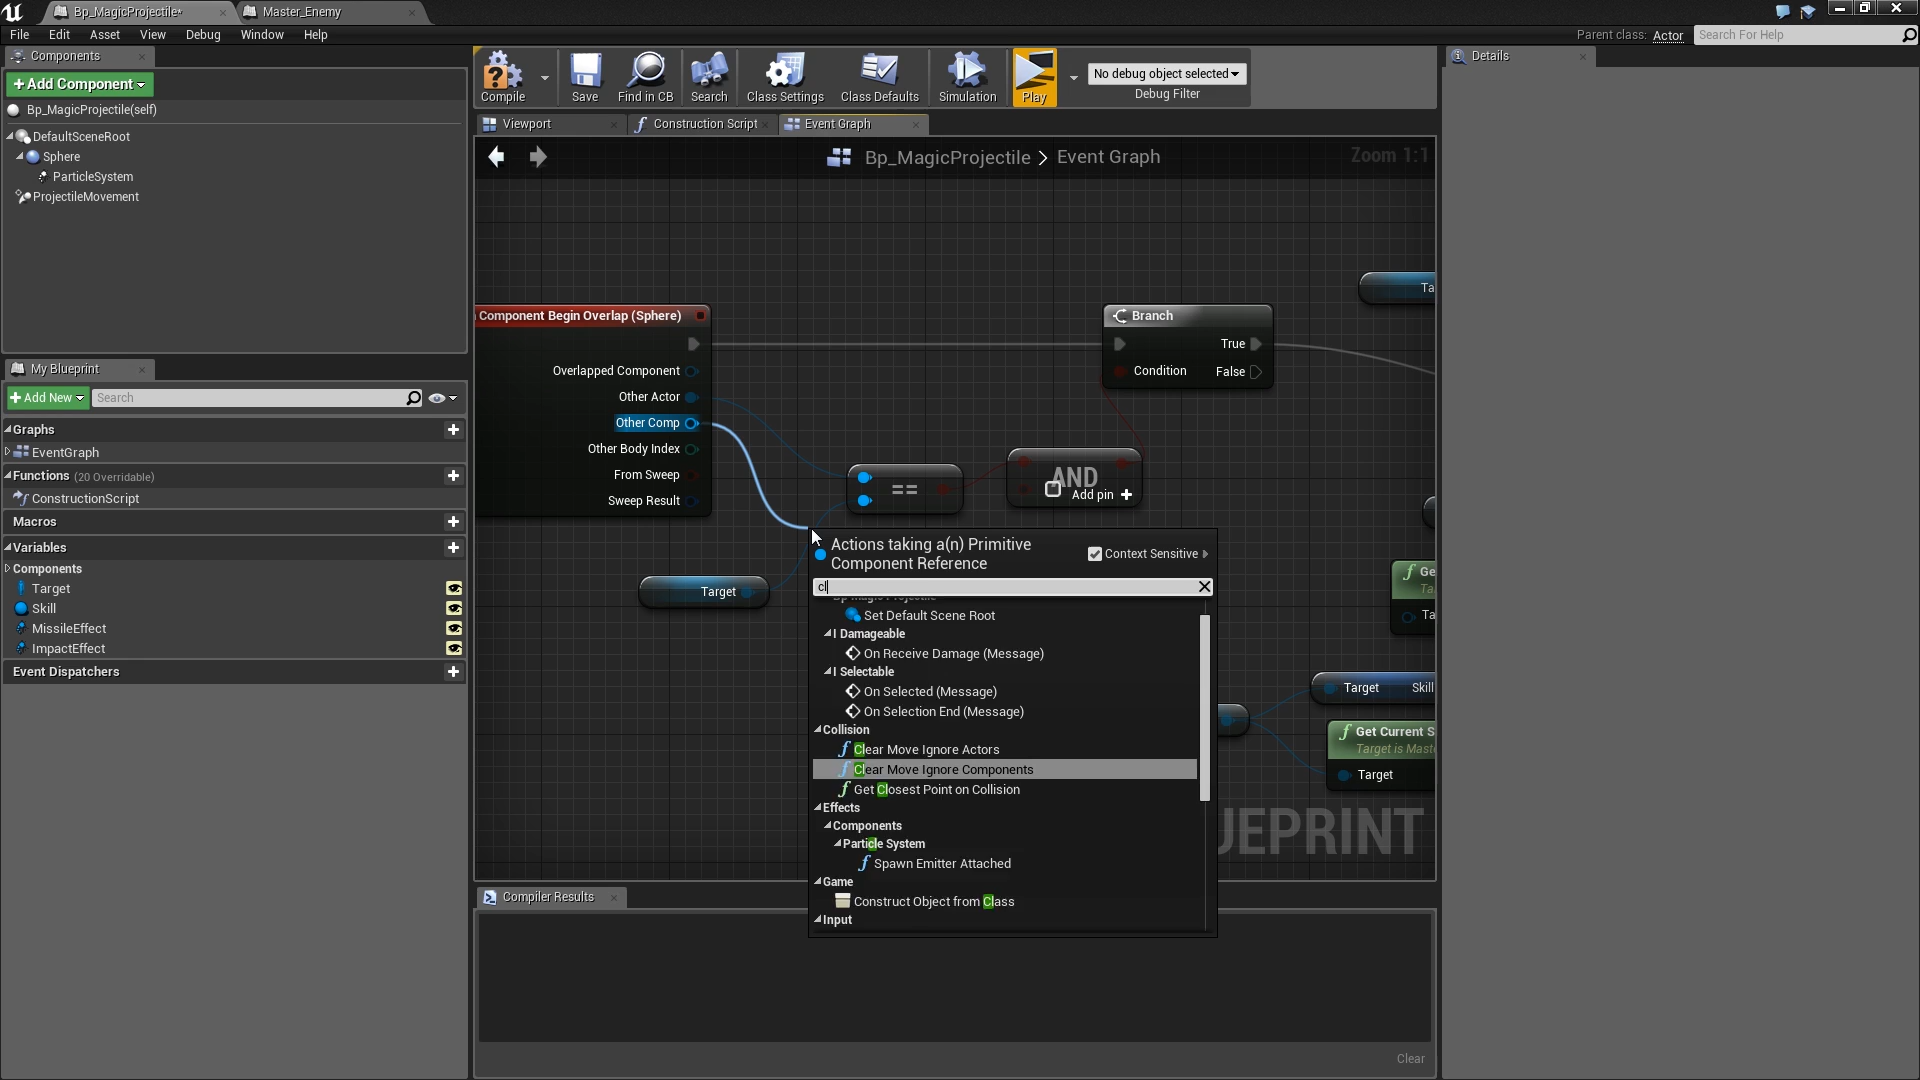 Bp_MagicProjectile*
Master_Enemy
File Edit Asset View Debug Window Help
Parent class: Actor
Search For Help
Components
Add Component
Bp_MagicProjectile(self)
DefaultSceneRoot
Sphere
ParticleSystem
ProjectileMovement
My Blueprint
Add New
Search
Graphs
EventGraph
Functions (20 Overridable)
ConstructionScript
Macros
Variables
Components
Target
Skill
MissileEffect
ImpactEffect
Event Dispatchers
Compile
Save
Find in CB
Search
Class Settings
Class Defaults
Simulation
Play
No debug object selected
Debug Filter
Viewport
Construction Script
Event Graph
Bp_MagicProjectile > Event Graph
Zoom 1:1
Component Begin Overlap (Sphere)
Overlapped Component
Other Actor
Other Comp
Other Body Index
From Sweep
Sweep Result
Target
==
AND
Add pin
Branch
True
Condition
False
Ta
Ge
Ta
Ta
Target Skill
Get Current S
Target is Mast
Target
UEPRINT
Actions taking a(n) Primitive
Component Reference
Context Sensitive
cl
Set Default Scene Root
I Damageable
On Receive Damage (Message)
I Selectable
On Selected (Message)
On Selection End (Message)
Collision
Clear Move Ignore Actors
Clear Move Ignore Components
Get Closest Point on Collision
Effects
Components
Particle System
Spawn Emitter Attached
Game
Construct Object from Class
Input
Compiler Results
Clear
Details